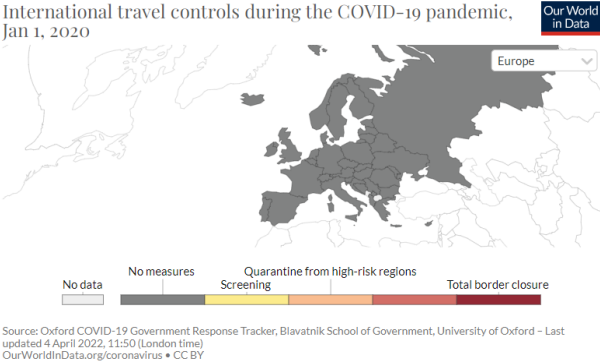 International travel controls during the COVID-19 pandemic,
Jan 1, 2020
Our World
in Data
Europe
No data
No measures
Screening
Quarantine from high-risk regions
Total border closure
Source: Oxford COVID-19 Government Response Tracker, Blavatnik School of Government, University of Oxford – Last
updated 4 April 2022, 11:50 (London time)
OurWorldInData.org/coronavirus • CC BY